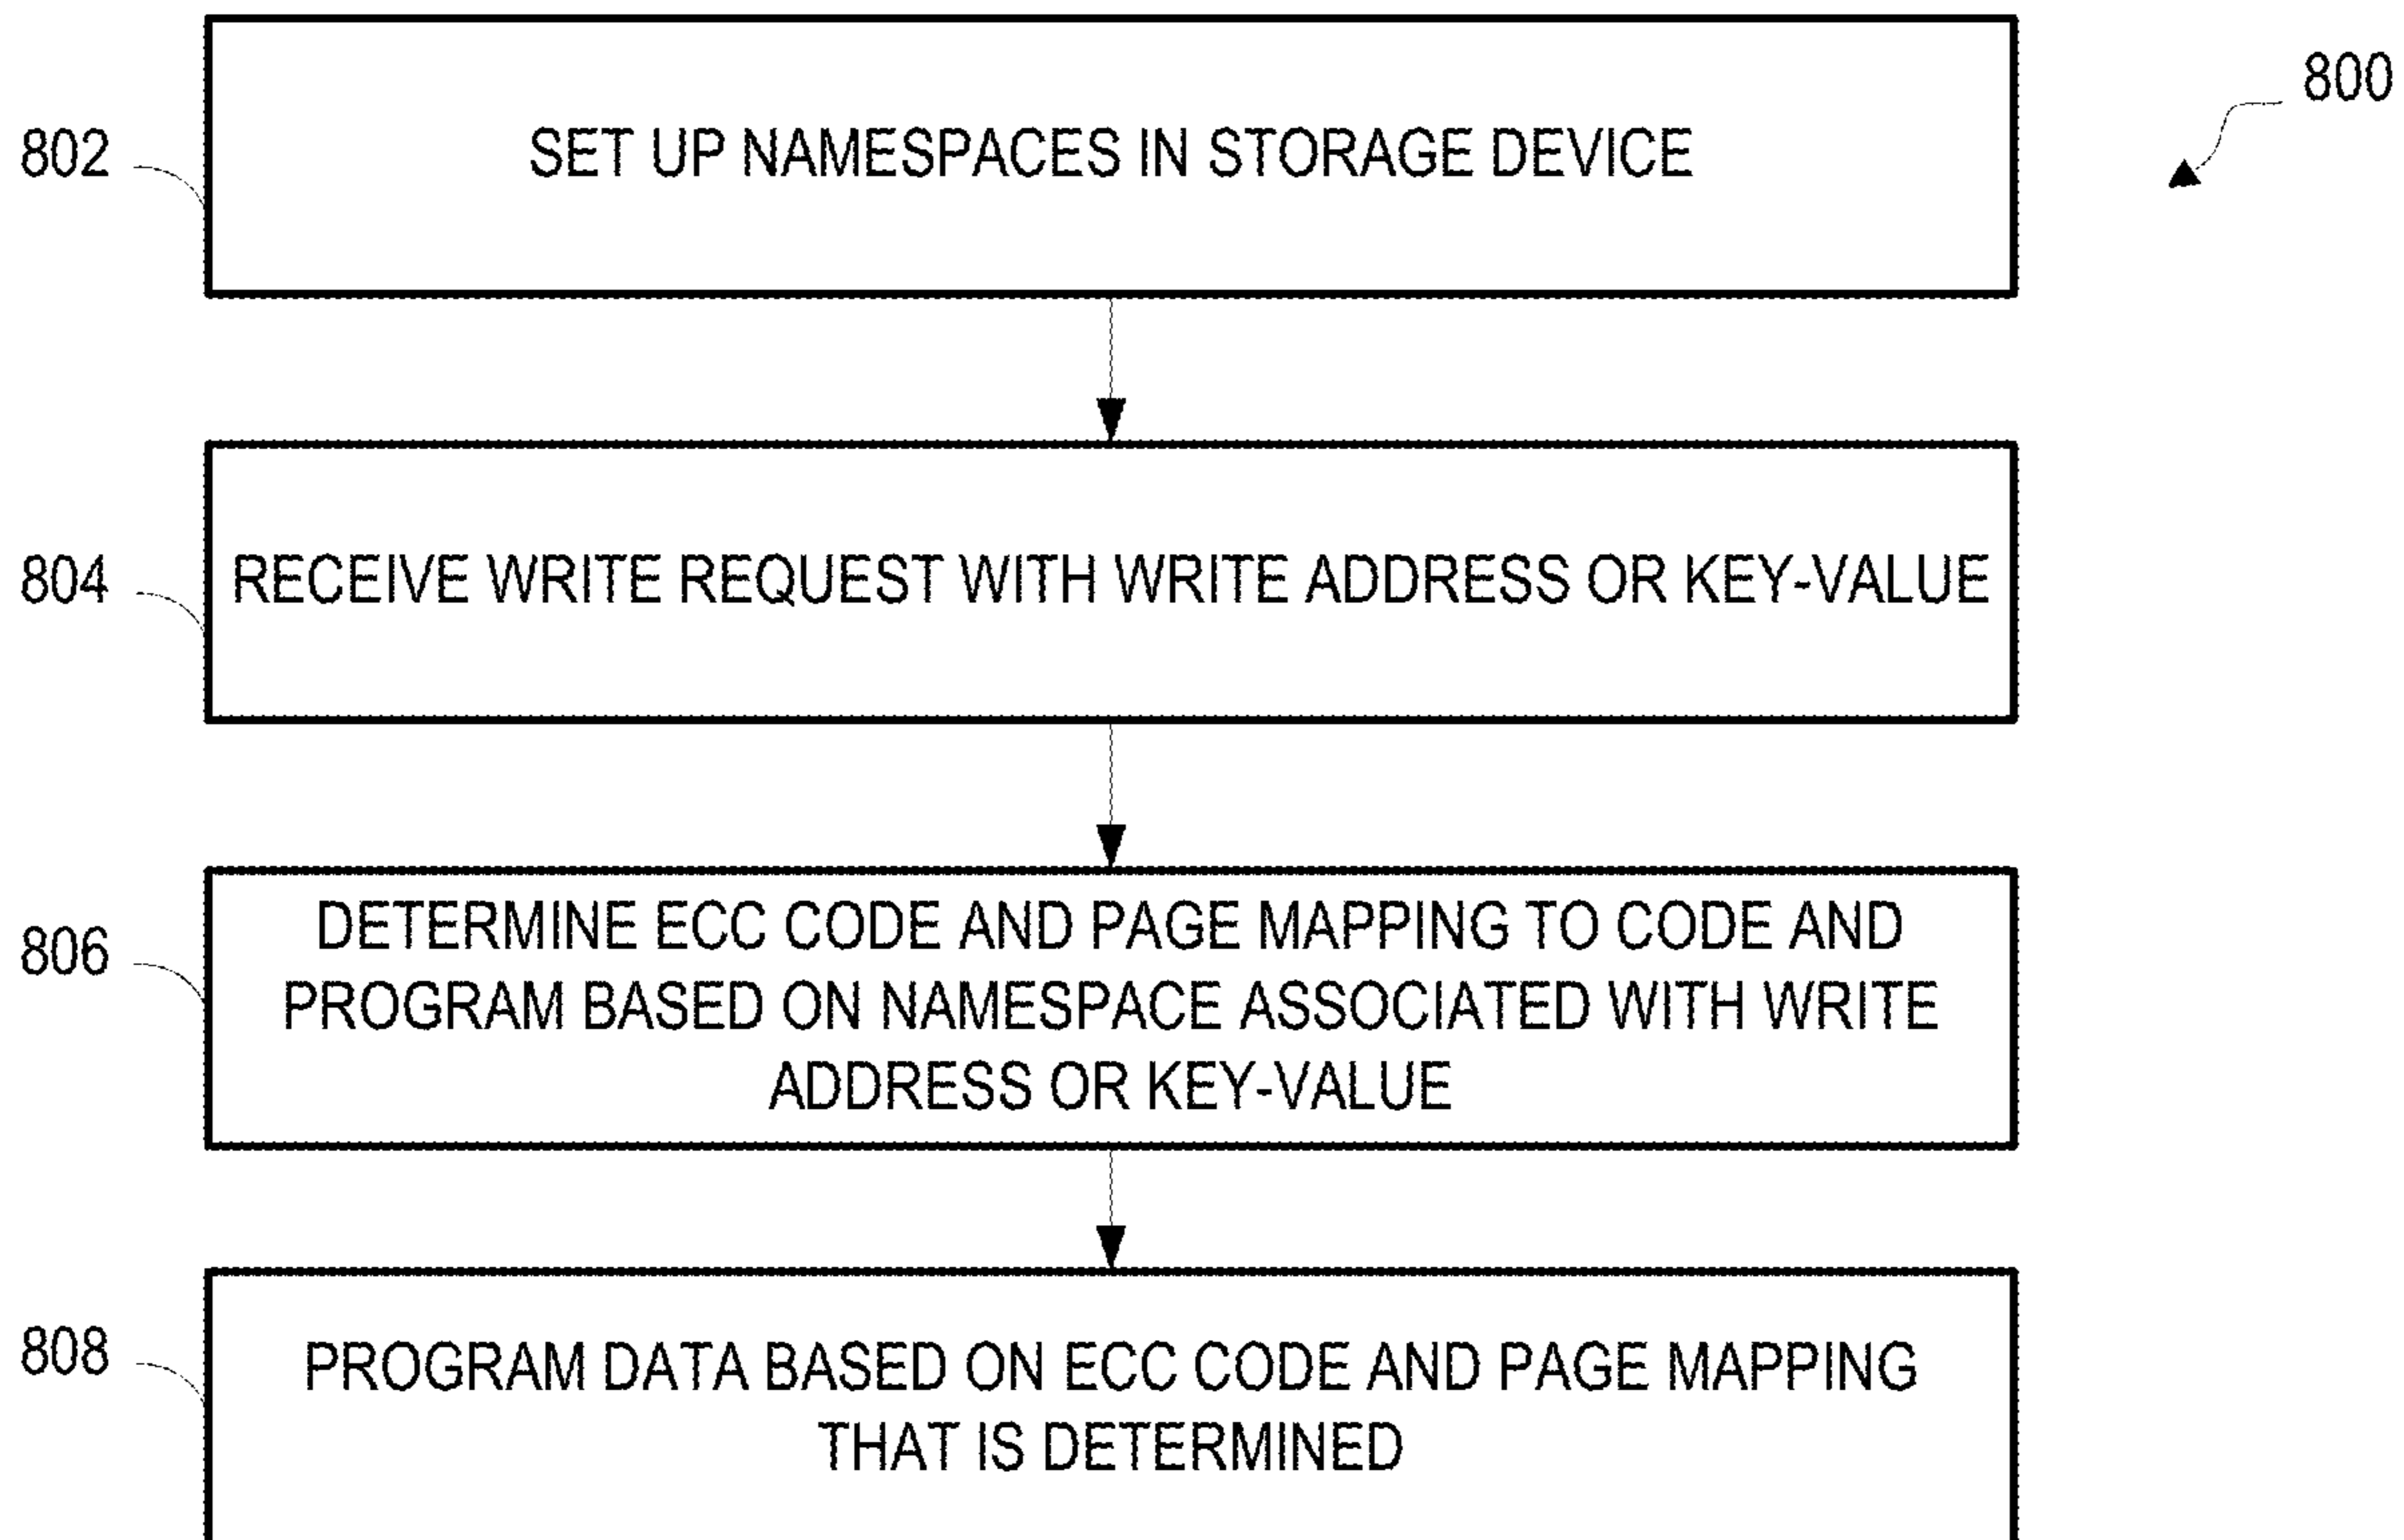 800
802
SET UP NAMESPACES IN STORAGE DEVICE
804
RECEIVE WRITE REQUEST WITH WRITE ADDRESS OR KEY-VALUE
806
DETERMINE ECC CODE AND PAGE MAPPING TO CODE AND
PROGRAM BASED ON NAMESPACE ASSOCIATED WITH WRITE
ADDRESS OR KEY-VALUE
808
PROGRAM DATA BASED ON ECC CODE AND PAGE MAPPING
THAT IS DETERMINED